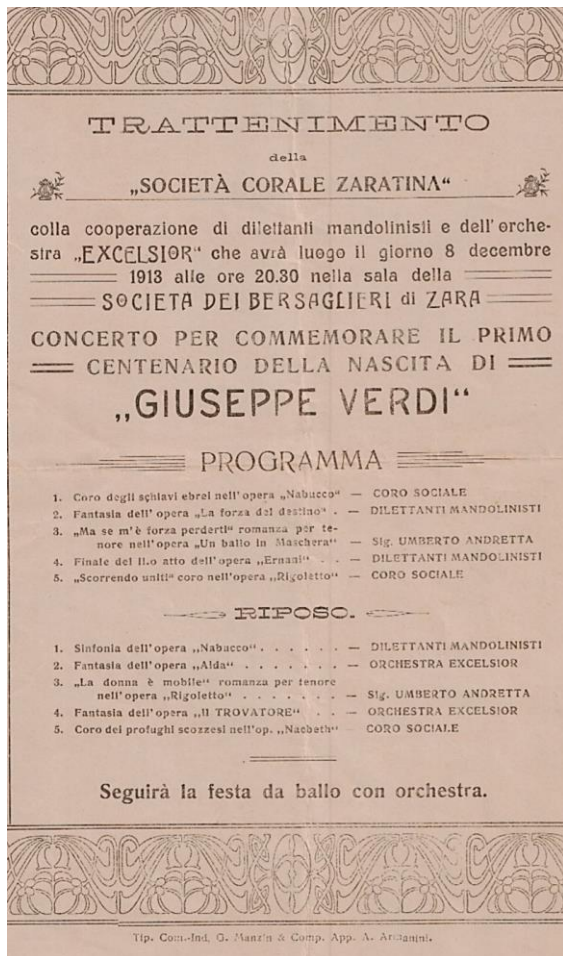 TRATTENIMENTO
della
„SOCIETÀ CORALE ZARATINA“
colla cooperazione di dilettanti mandolinisti e dell'orche-
stra „EXCELSIOR“ che avrà luogo il giorno 8 decembre
1913 alle ore 20.30 nella sala della
SOCIETA DEI BERSAGLIERI di ZARA
CONCERTO PER COMMEMORARE IL PRIMO
CENTENARIO DELLA NASCITA DI
„GIUSEPPE VERDI“
PROGRAMMA
1. Coro degli schiavi ebrei nell'opera „Nabucco“ — CORO SOCIALE
2. Fantasia dell'opera „La forza del destino“ . — DILETTANTI MANDOLINISTI
3. „Ma se m'è forza perderti“ romanza per te-
nore nell'opera „Un ballo in Maschera“ — Sig. UMBERTO ANDRETTA
4. Finale del II.o atto dell'opera „Ernani“ . . — DILETTANTI MANDOLINISTI
5. „Scorrendo uniti“ coro nell'opera „Rigoletto“ — CORO SOCIALE
RIPOSO.
1. Sinfonia dell'opera „Nabucco“ . . . . . . — DILETTANTI MANDOLINISTI
2. Fantasia dell'opera „Aida“ . . . . . . . — ORCHESTRA EXCELSIOR
3. „La donna è mobile“ romanza per tenore
nell'opera „Rigoletto“ . . . . . . . — Sig. UMBERTO ANDRETTA
4. Fantasia dell'opera „Il TROVATORE“ . . — ORCHESTRA EXCELSIOR
5. Coro dei profughi scozzesi nell'op. „Nacbeth“ — CORO SOCIALE
Seguirà la festa da ballo con orchestra.
Tip. Com.-Ind. G. Manzin & Comp. App. A. Armanini.